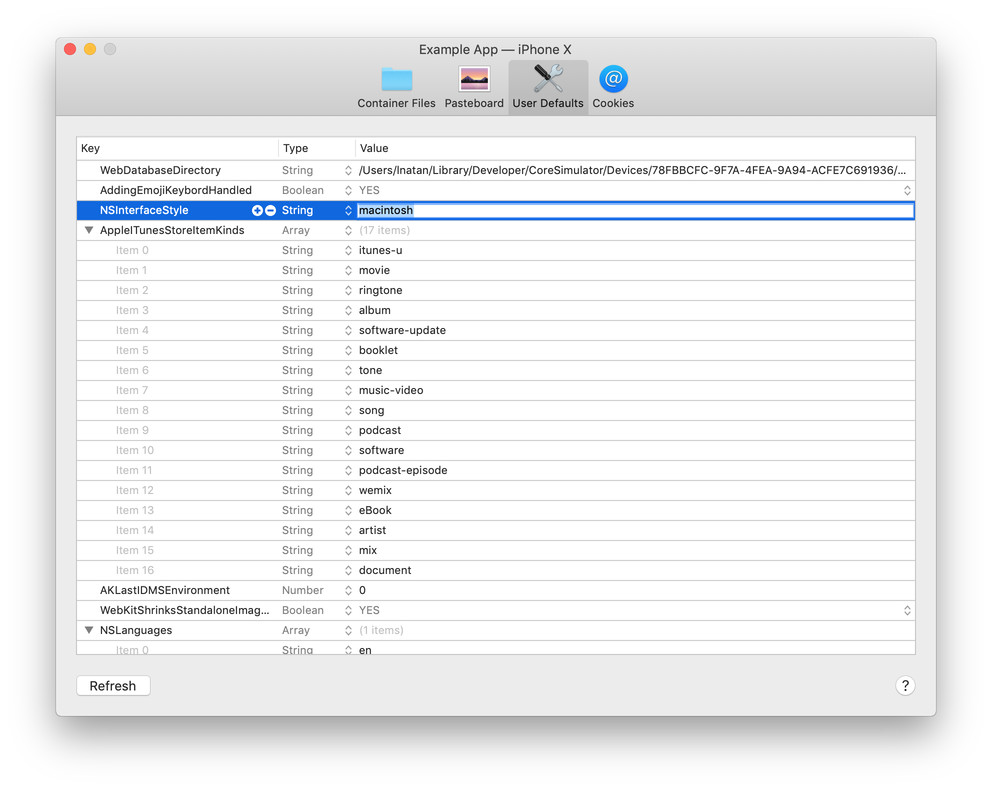 Example App — iPhone X
Container Files Pasteboard User Defaults Cookies
Key Type Value
WebDatabaseDirectory String /Users/lnatan/Library/Developer/CoreSimulator/Devices/78FBBCFC-9F7A-4FEA-9A94-ACFE7C691936/...
AddingEmojiKeybordHandled Boolean YES
NSInterfaceStyle String macintosh
AppleITunesStoreItemKinds Array (17 items)
Item 0 String itunes-u
Item 1 String movie
Item 2 String ringtone
Item 3 String album
Item 4 String software-update
Item 5 String booklet
Item 6 String tone
Item 7 String music-video
Item 8 String song
Item 9 String podcast
Item 10 String software
Item 11 String podcast-episode
Item 12 String wemix
Item 13 String eBook
Item 14 String artist
Item 15 String mix
Item 16 String document
AKLastIDMSEnvironment Number 0
WebKitShrinksStandaloneImag... Boolean YES
NSLanguages Array (1 items)
Item 0 String en
Refresh ?